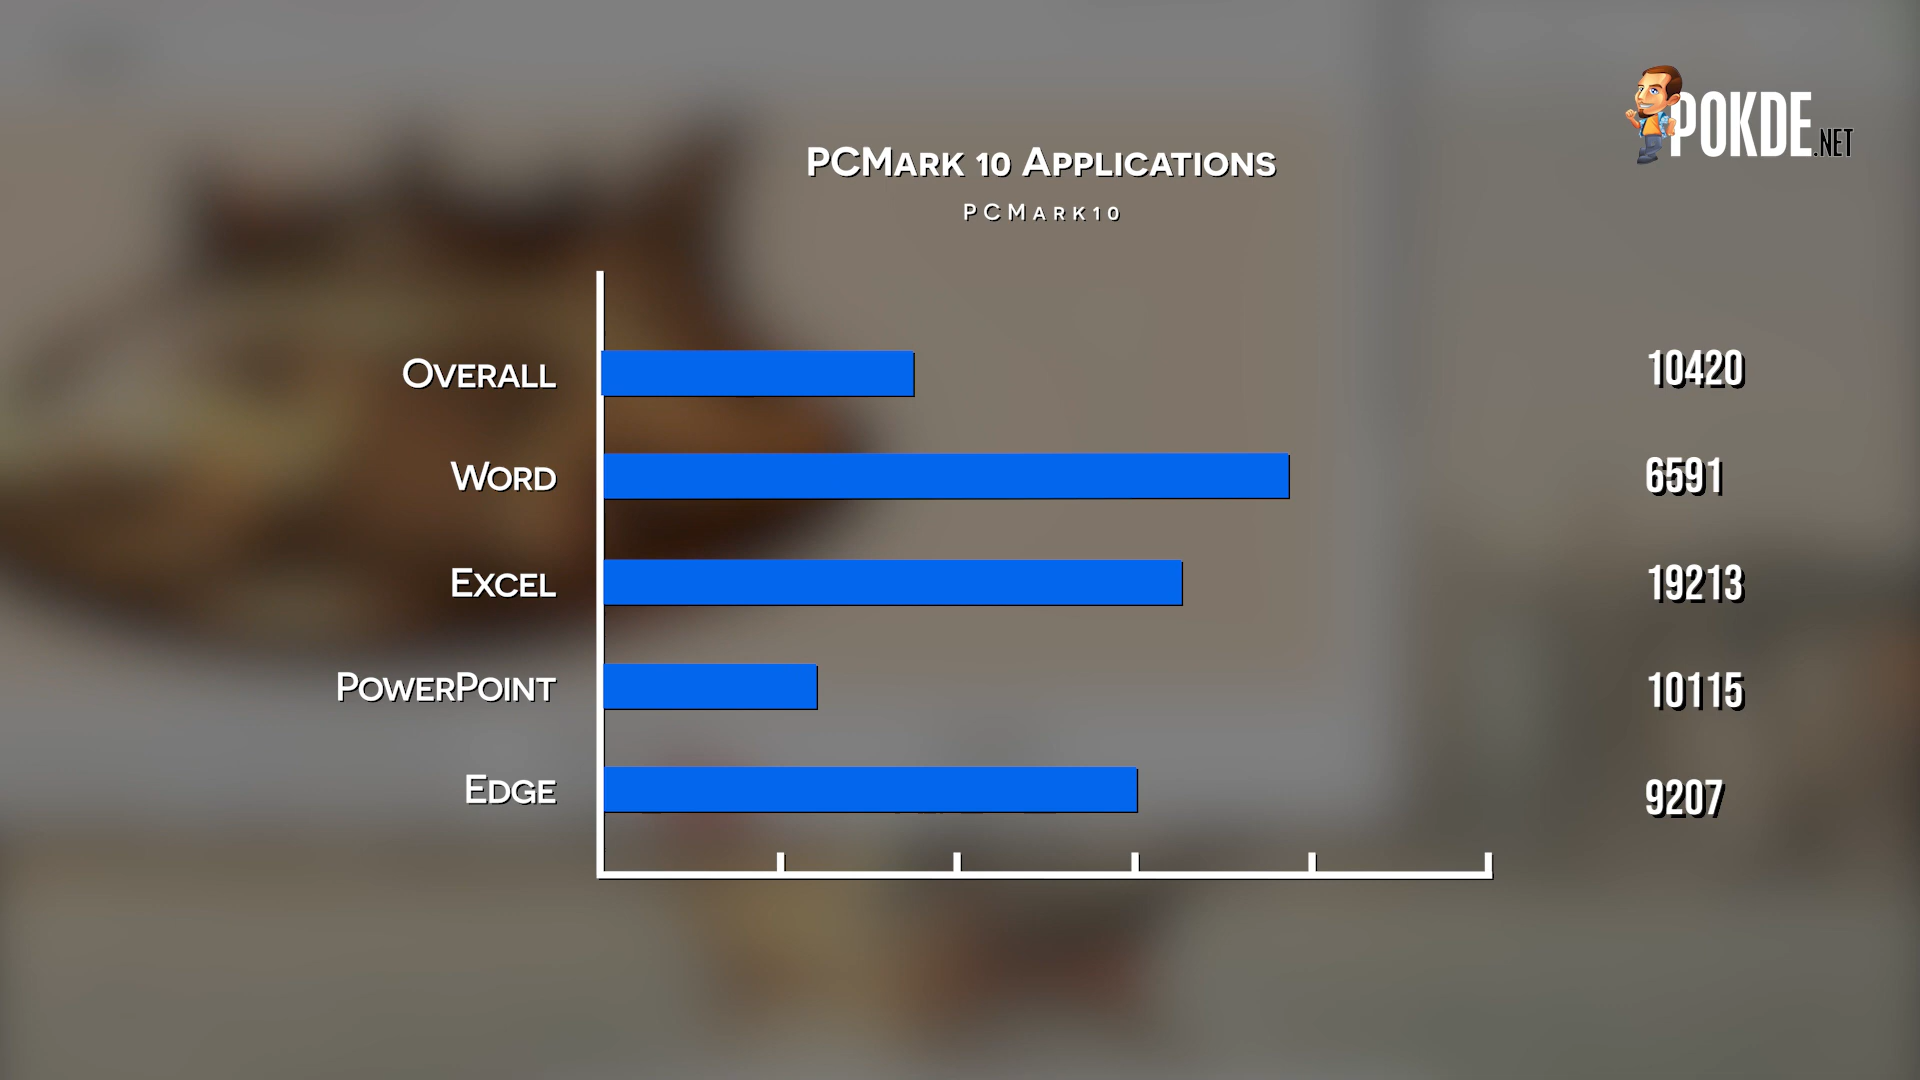 POKDE.NET
PCMark 10 Applications
PCMark10
Overall 10420
Word 6591
Excel 19213
PowerPoint 10115
Edge 9207